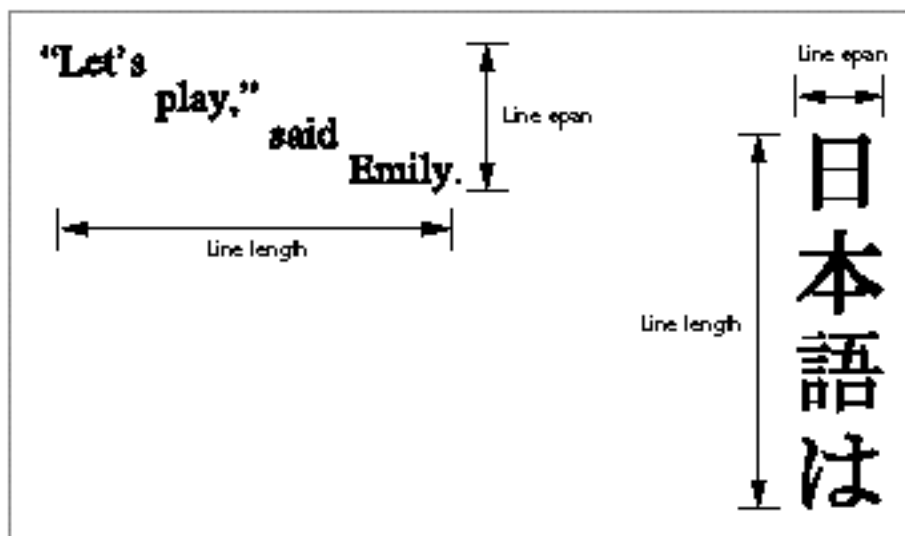 “Let’s
play,”
said
Emily.
Line span
Line length
Line span
Line length
日本語は